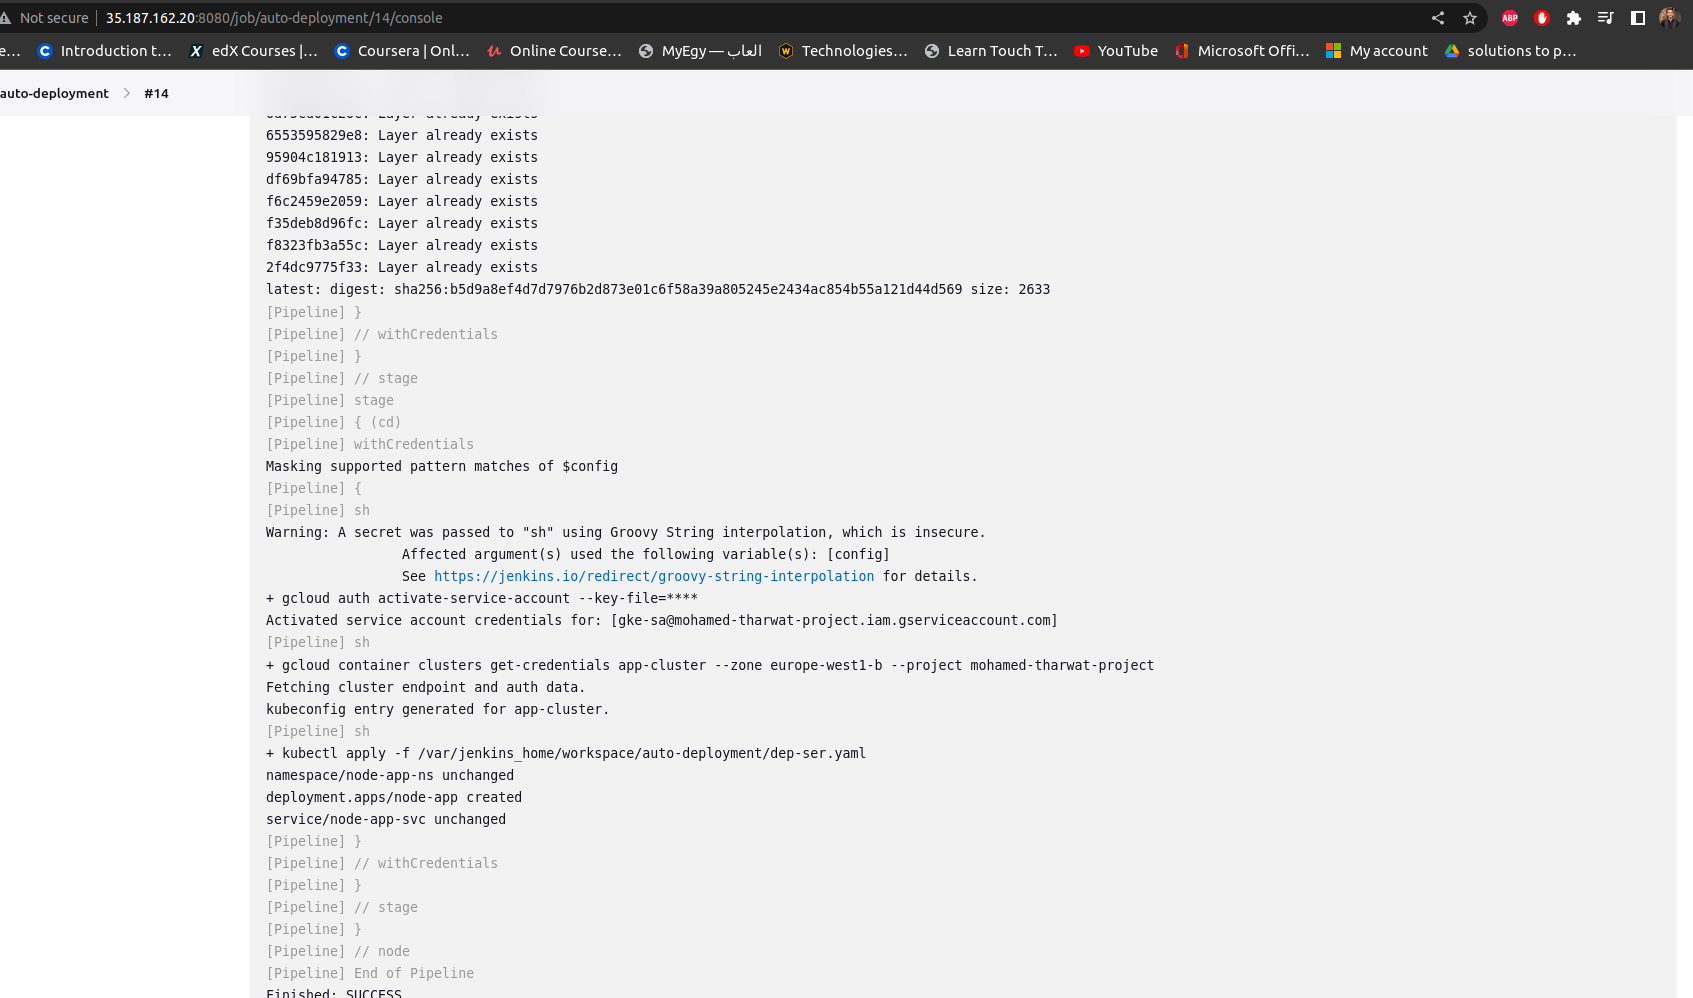 Not secure | 35.187.162.20:8080/job/auto-deployment/14/console
ABP
e… Introduction t… edX Courses |… Coursera | Onl… Online Course… MyEgy — العاب Technologies… Learn Touch T… YouTube Microsoft Offi… My account solutions to p…
auto-deployment > #14
Layer already exists
6553595829e8: Layer already exists
95904c181913: Layer already exists
df69bfa94785: Layer already exists
f6c2459e2059: Layer already exists
f35deb8d96fc: Layer already exists
f8323fb3a55c: Layer already exists
2f4dc9775f33: Layer already exists
latest: digest: sha256:b5d9a8ef4d7d7976b2d873e01c6f58a39a805245e2434ac854b55a121d44d569 size: 2633
[Pipeline] }
[Pipeline] // withCredentials
[Pipeline] }
[Pipeline] // stage
[Pipeline] stage
[Pipeline] { (cd)
[Pipeline] withCredentials
Masking supported pattern matches of $config
[Pipeline] {
[Pipeline] sh
Warning: A secret was passed to "sh" using Groovy String interpolation, which is insecure.
Affected argument(s) used the following variable(s): [config]
See https://jenkins.io/redirect/groovy-string-interpolation for details.
+ gcloud auth activate-service-account --key-file=****
Activated service account credentials for: [gke-sa@mohamed-tharwat-project.iam.gserviceaccount.com]
[Pipeline] sh
+ gcloud container clusters get-credentials app-cluster --zone europe-west1-b --project mohamed-tharwat-project
Fetching cluster endpoint and auth data.
kubeconfig entry generated for app-cluster.
[Pipeline] sh
+ kubectl apply -f /var/jenkins_home/workspace/auto-deployment/dep-ser.yaml
namespace/node-app-ns unchanged
deployment.apps/node-app created
service/node-app-svc unchanged
[Pipeline] }
[Pipeline] // withCredentials
[Pipeline] }
[Pipeline] // stage
[Pipeline] }
[Pipeline] // node
[Pipeline] End of Pipeline
Finished: SUCCESS